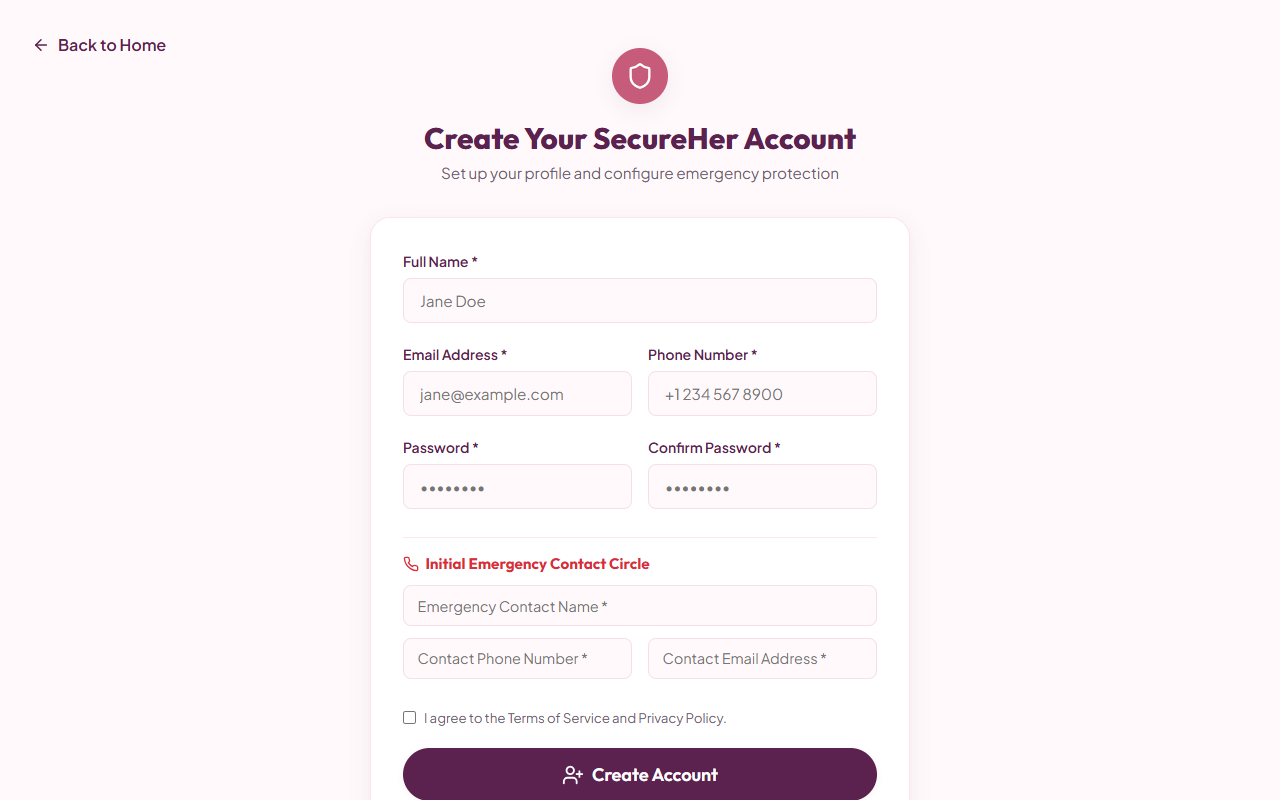 Back to Home
Create Your SecureHer Account
Set up your profile and configure emergency protection
Full Name *
Jane Doe
Email Address * Phone Number *
jane@example.com +1 234 567 8900
Password * Confirm Password *
•••••••• ••••••••
Initial Emergency Contact Circle
Emergency Contact Name *
Contact Phone Number * Contact Email Address *
I agree to the Terms of Service and Privacy Policy.
Create Account